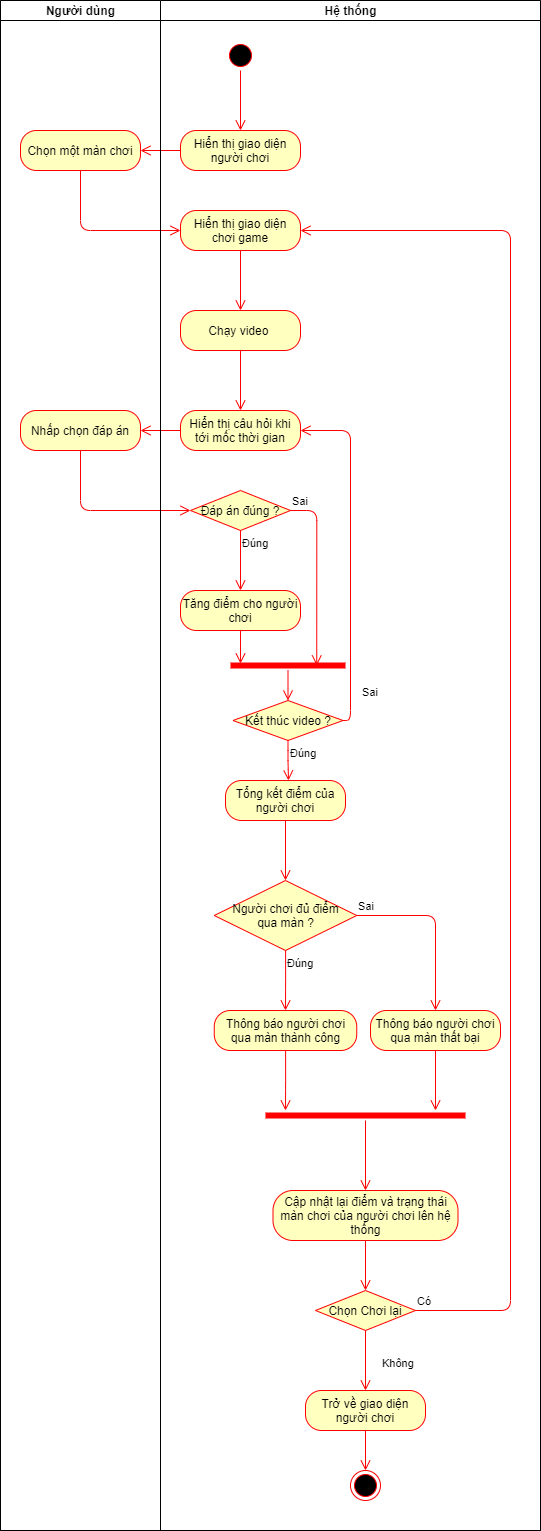 Người dùng
Hệ thống
Hiển thị giao diện
người chơi
Chọn một màn chơi
Hiển thị giao diện
chơi game
Chạy video
Hiển thị câu hỏi khi
tới mốc thời gian
Nhấp chọn đáp án
Đáp án đúng ?
Sai
Đúng
Tăng điểm cho người
chơi
Kết thúc video ?
Sai
Đúng
Tổng kết điểm của
người chơi
Người chơi đủ điểm
qua màn ?
Sai
Đúng
Thông báo người chơi
qua màn thành công
Thông báo người chơi
qua màn thất bại
Cập nhật lại điểm và trạng thái
màn chơi của người chơi lên hệ
thống
Chọn Chơi lại
Có
Không
Trở về giao diện
người chơi